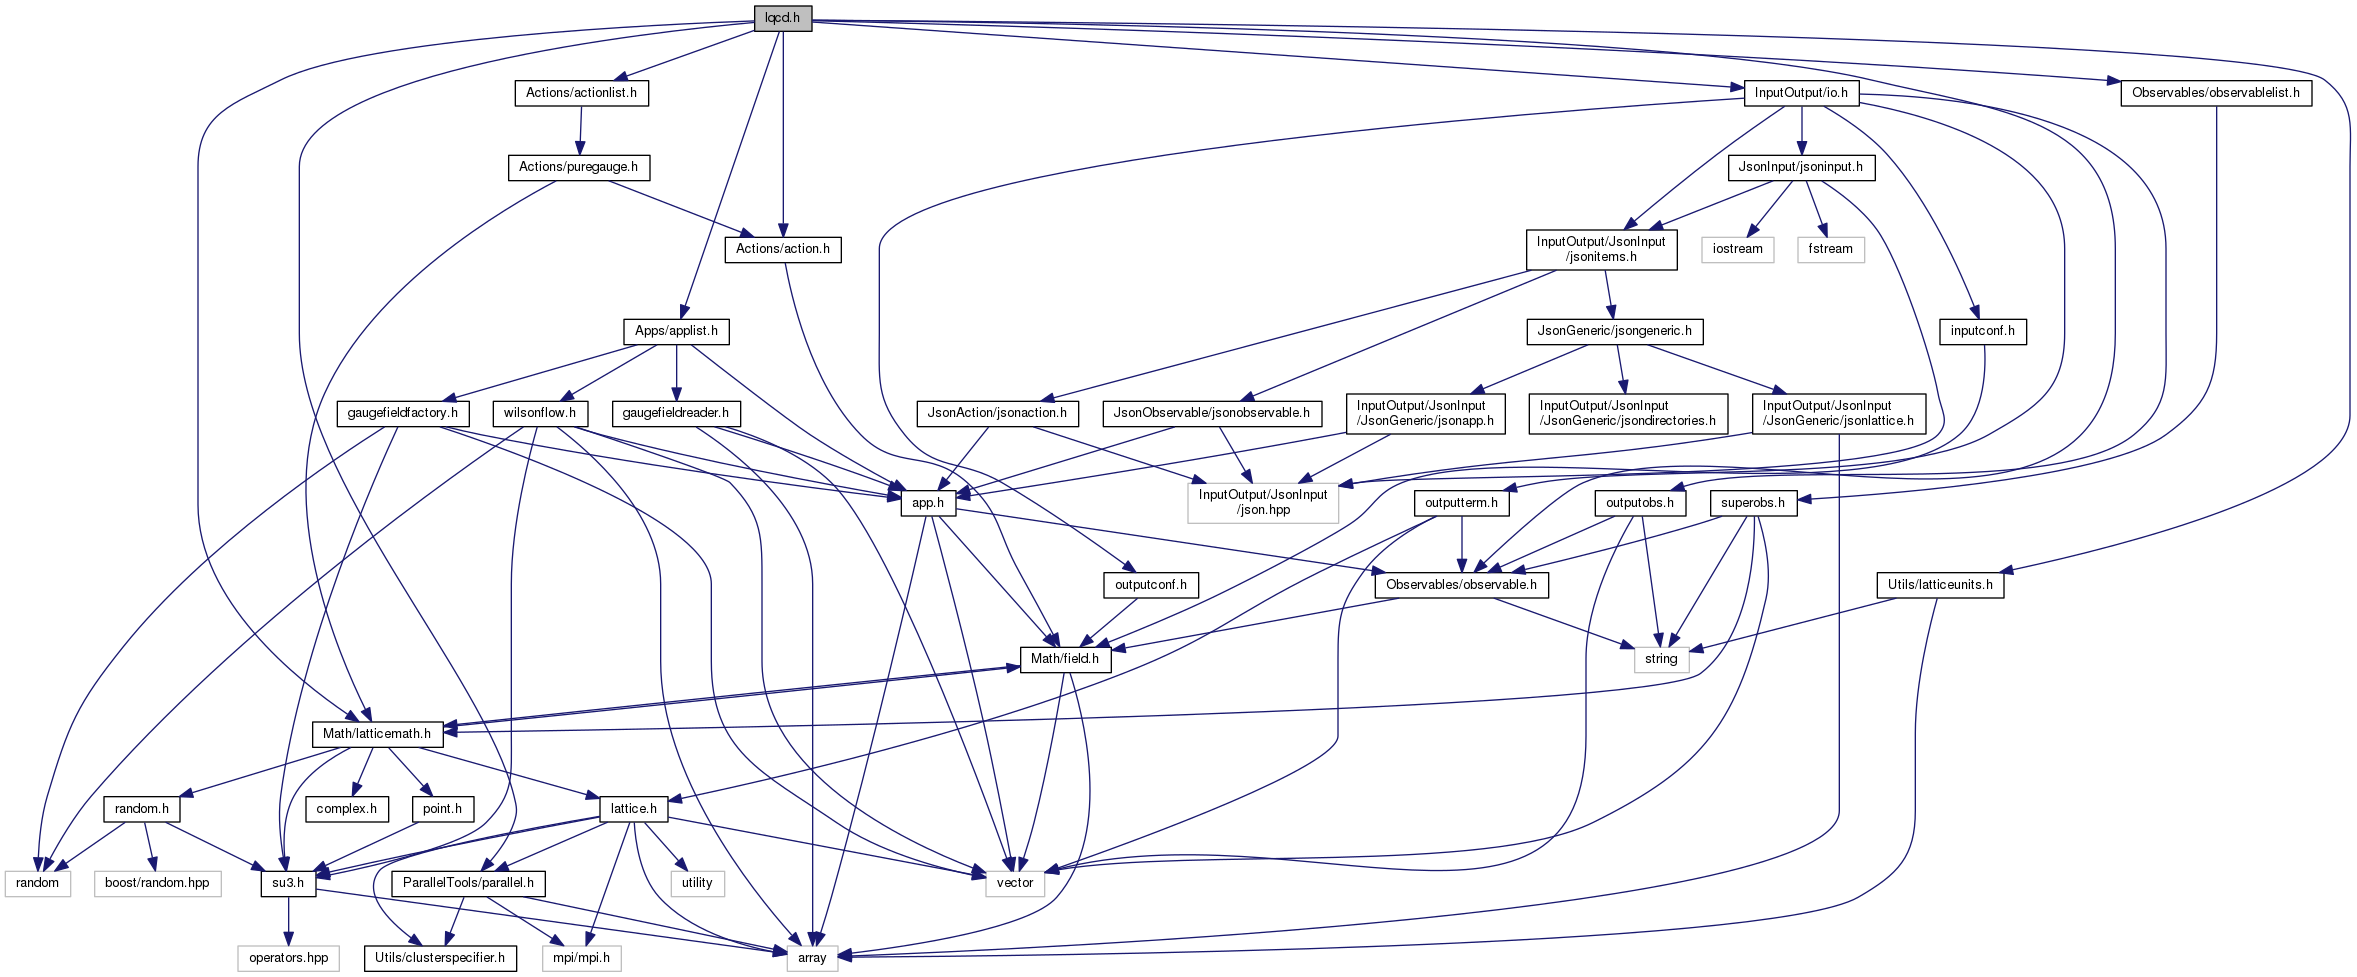 lqcd.h
Actions/actionlist.h
InputOutput/io.h
Observables/observablelist.h
Actions/puregauge.h
JsonInput/jsoninput.h
Actions/action.h
InputOutput/JsonInput
/jsonitems.h
iostream
fstream
Apps/applist.h
JsonGeneric/jsongeneric.h
inputconf.h
gaugefieldfactory.h
wilsonflow.h
gaugefieldreader.h
JsonAction/jsonaction.h
JsonObservable/jsonobservable.h
InputOutput/JsonInput
/JsonGeneric/jsonapp.h
InputOutput/JsonInput
/JsonGeneric/jsondirectories.h
InputOutput/JsonInput
/JsonGeneric/jsonlattice.h
app.h
InputOutput/JsonInput
/json.hpp
outputterm.h
outputobs.h
superobs.h
outputconf.h
Observables/observable.h
Utils/latticeunits.h
Math/field.h
string
Math/latticemath.h
random.h
complex.h
point.h
lattice.h
random
boost/random.hpp
su3.h
ParallelTools/parallel.h
utility
vector
operators.hpp
Utils/clusterspecifier.h
mpi/mpi.h
array